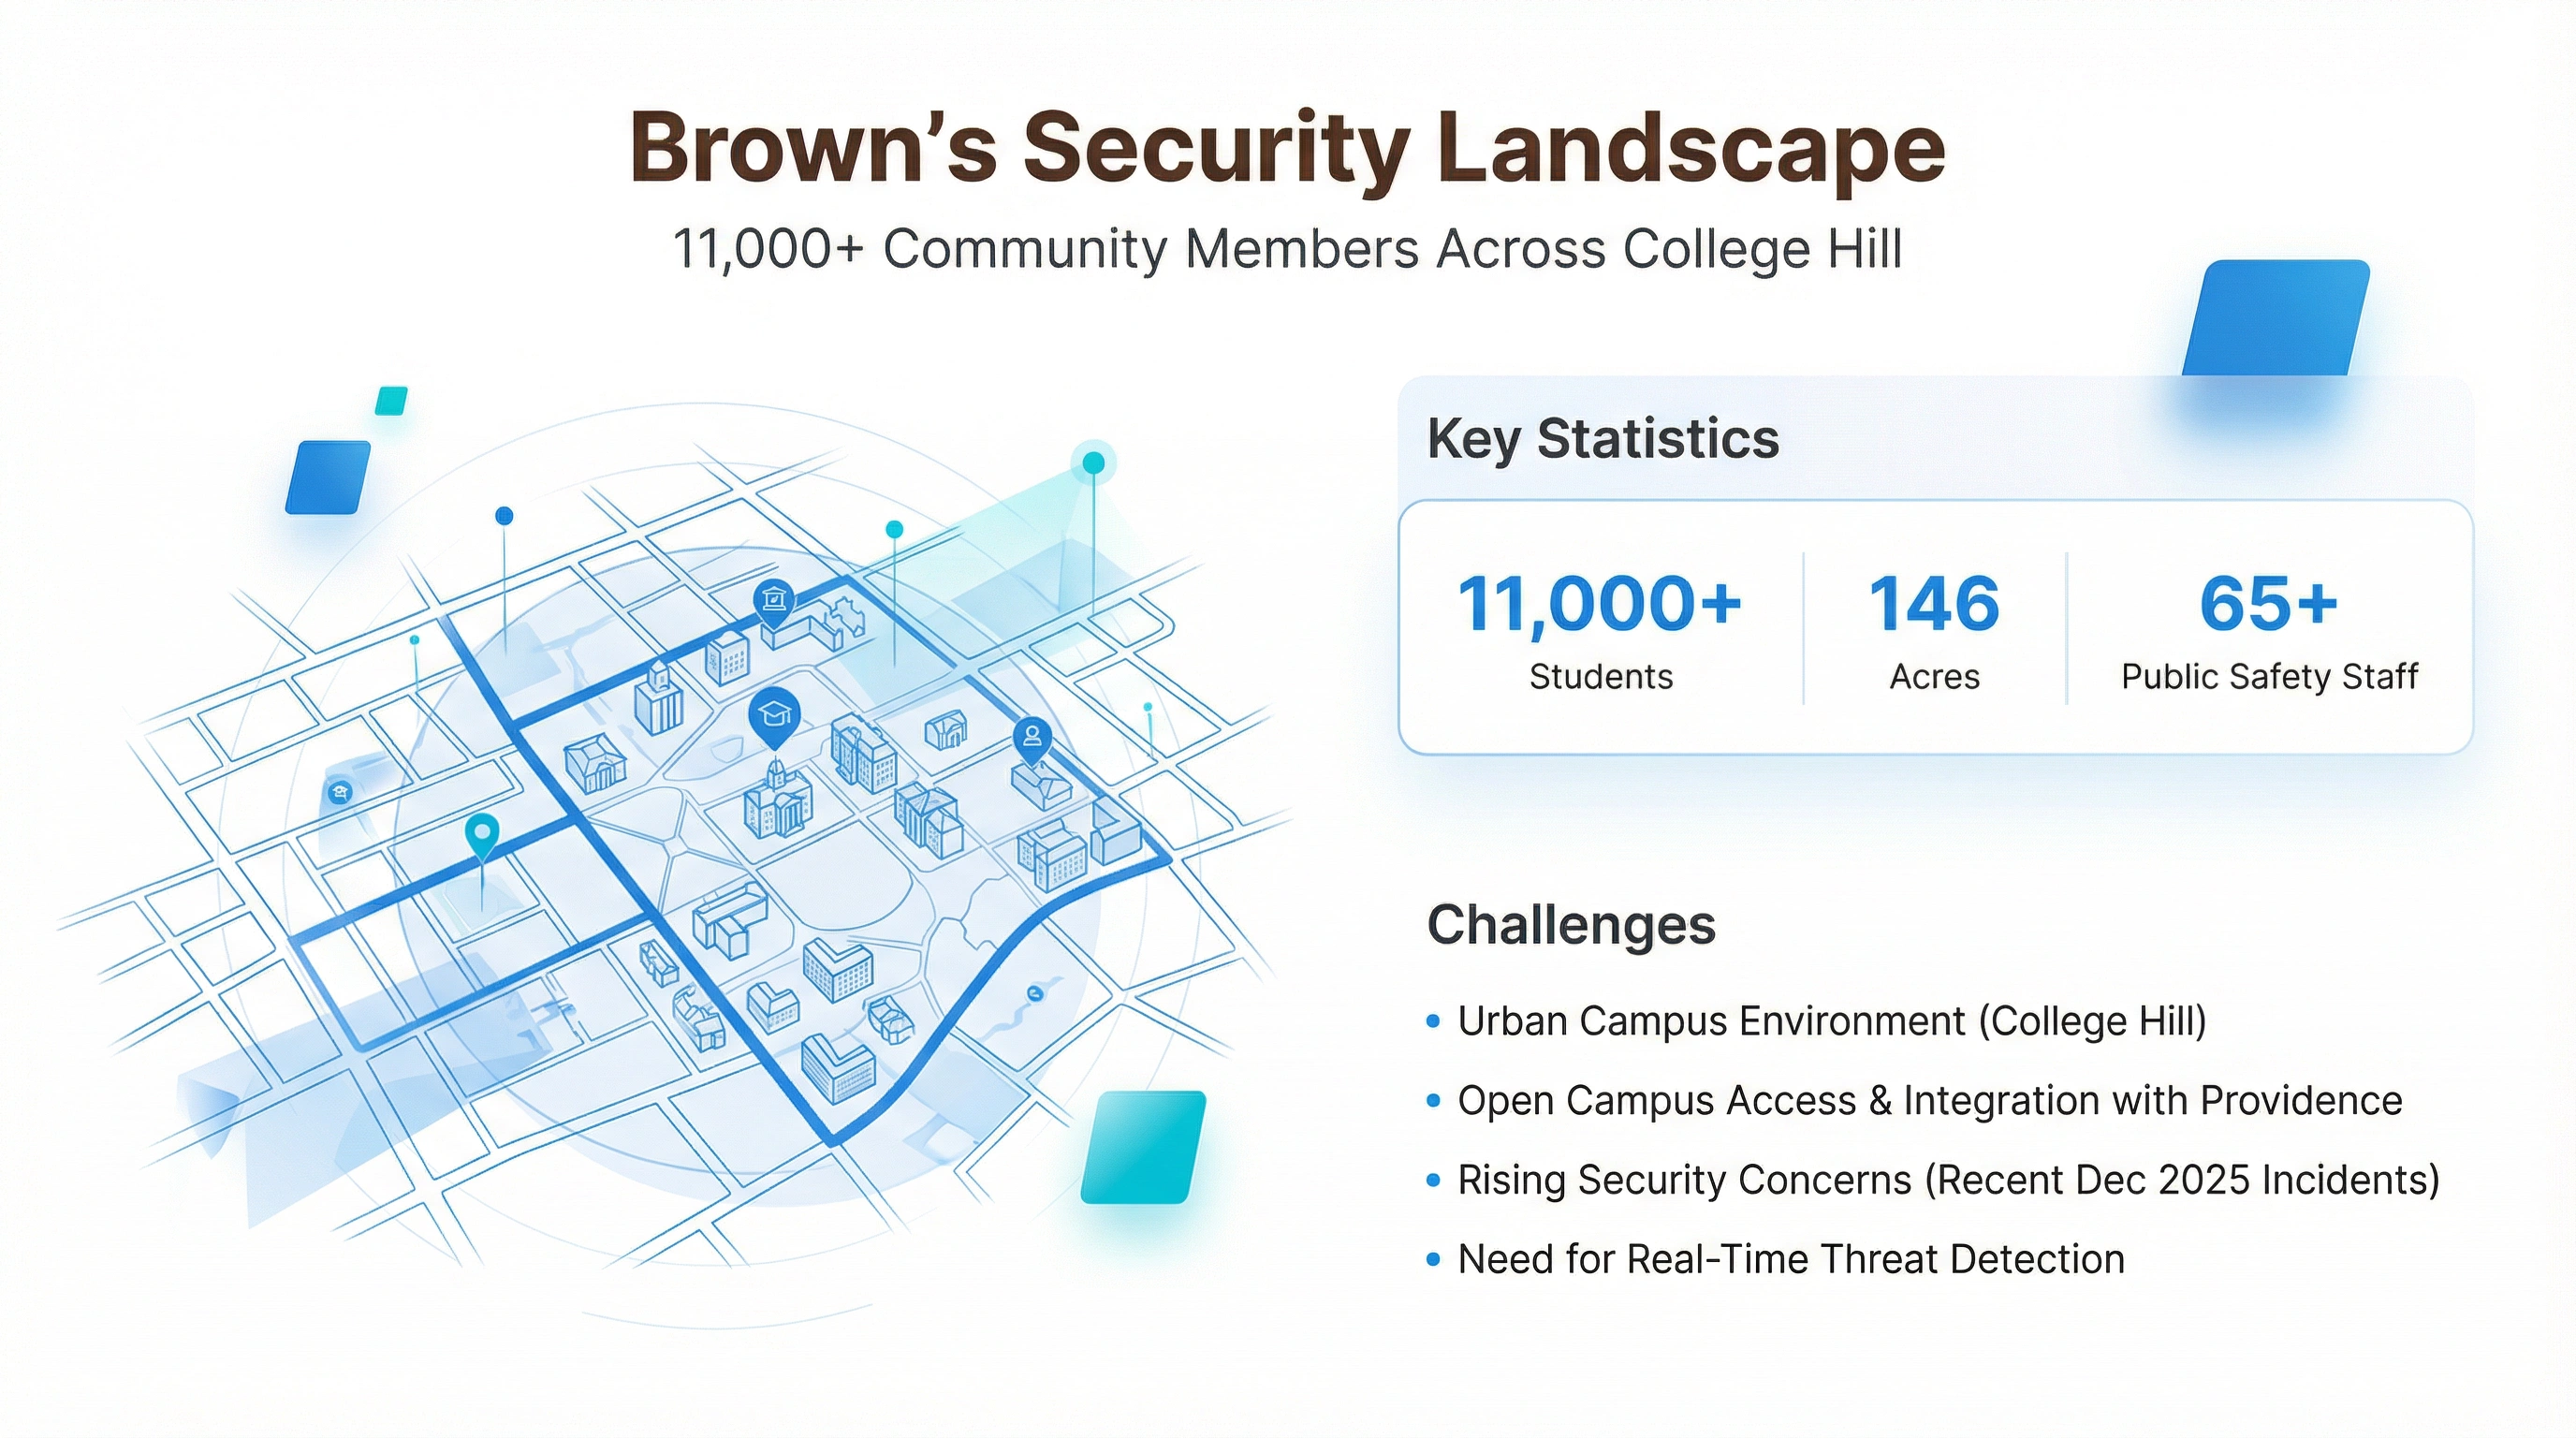 Brown’s Security Landscape
11,000+ Community Members Across College Hill
Key Statistics
11,000+
Students
146
Acres
65+
Public Safety Staff
Challenges
• Urban Campus Environment (College Hill)
• Open Campus Access & Integration with Providence
• Rising Security Concerns (Recent Dec 2025 Incidents)
• Need for Real-Time Threat Detection